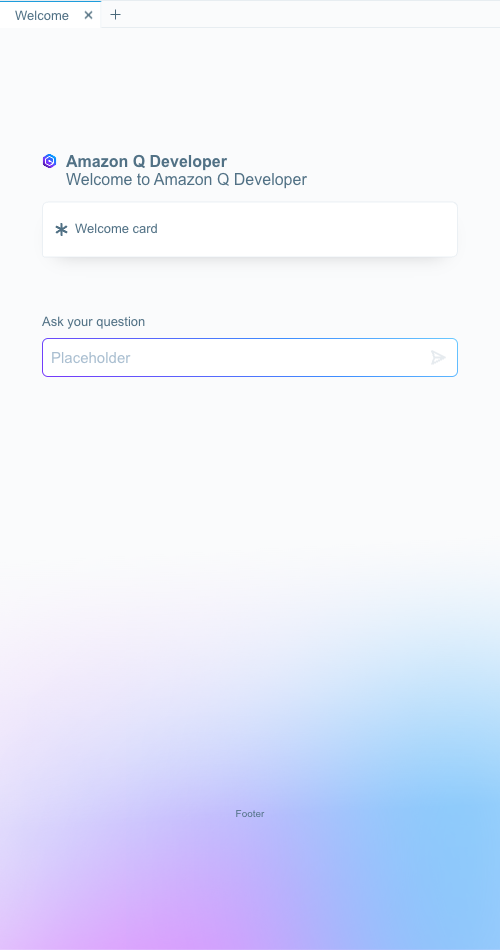 Welcome
Amazon Q Developer
Welcome to Amazon Q Developer
Welcome card
Ask your question
Placeholder
Footer